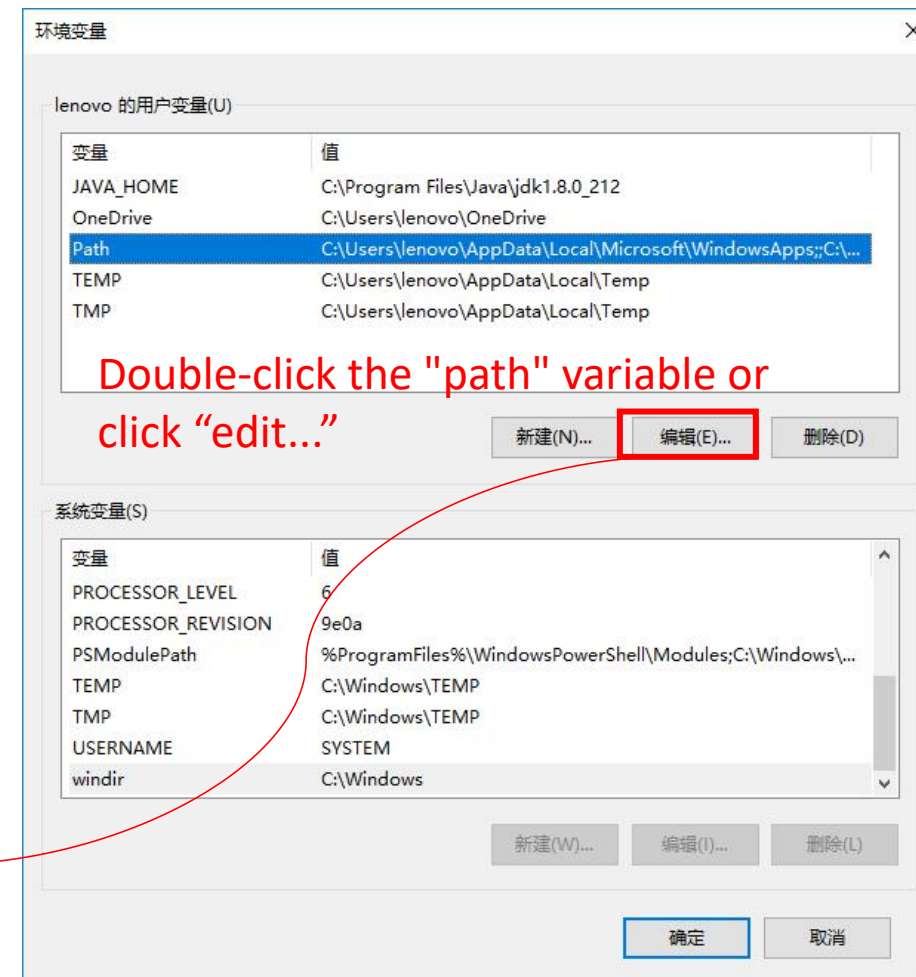 环境变量
lenovo 的用户变量(U)
变量 值
JAVA_HOME C:\Program Files\Java\jdk1.8.0_212
OneDrive C:\Users\lenovo\OneDrive
Path C:\Users\lenovo\AppData\Local\Microsoft\WindowsApps;;C:\...
TEMP C:\Users\lenovo\AppData\Local\Temp
TMP C:\Users\lenovo\AppData\Local\Temp
Double-click the "path" variable or
click “edit...”
新建(N)... 编辑(E)... 删除(D)
系统变量(S)
变量 值
PROCESSOR_LEVEL 6
PROCESSOR_REVISION 9e0a
PSModulePath %ProgramFiles%\WindowsPowerShell\Modules;C:\Windows\...
TEMP C:\Windows\TEMP
TMP C:\Windows\TEMP
USERNAME SYSTEM
windir C:\Windows
新建(W)... 编辑(I)... 删除(L)
确定 取消